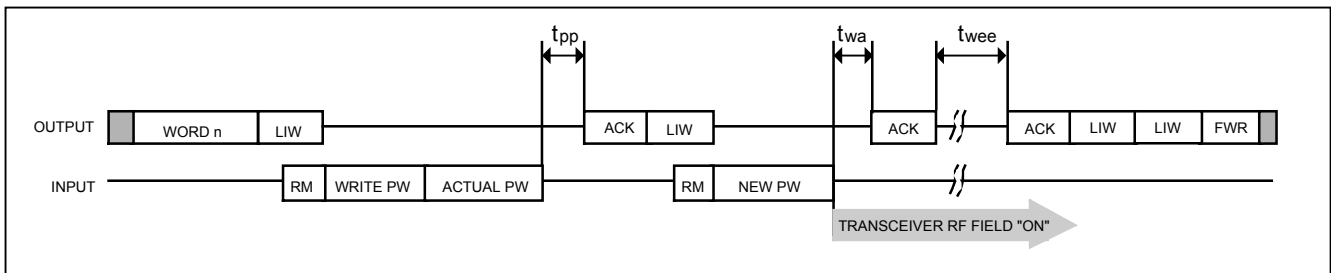 tpp twa twee
OUTPUT WORD n LIW ACK LIW ACK ACK LIW LIW FWR
INPUT RM WRITE PW ACTUAL PW RM NEW PW
TRANSCEIVER RF FIELD "ON"